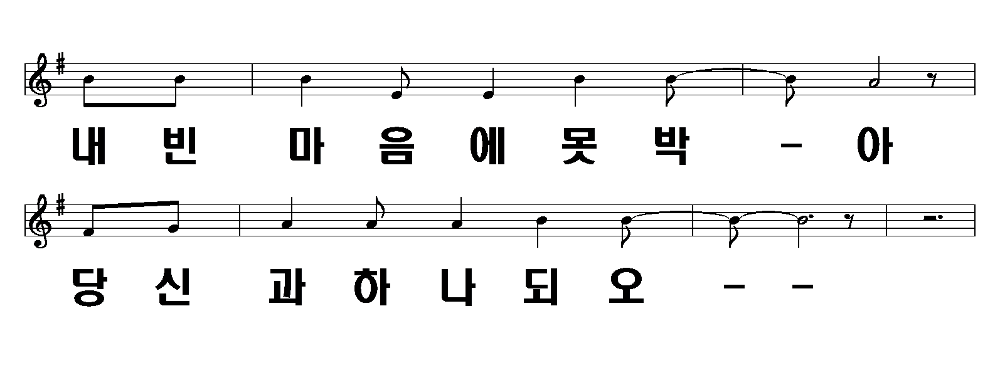 내 빈 마 음 에 못 박 - 아
당 신 과 하 나 되 오 - -